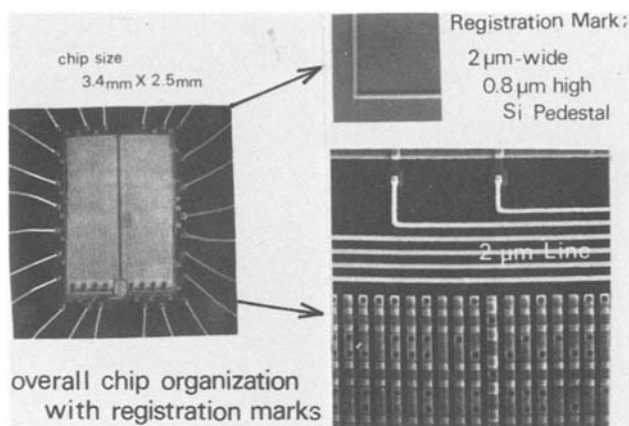 chip size
3.4mm X 2.5mm
Registration Mark;
2 µm-wide
0.8 µm high
Si Pedestal
2 µm Line
overall chip organization
with registration marks